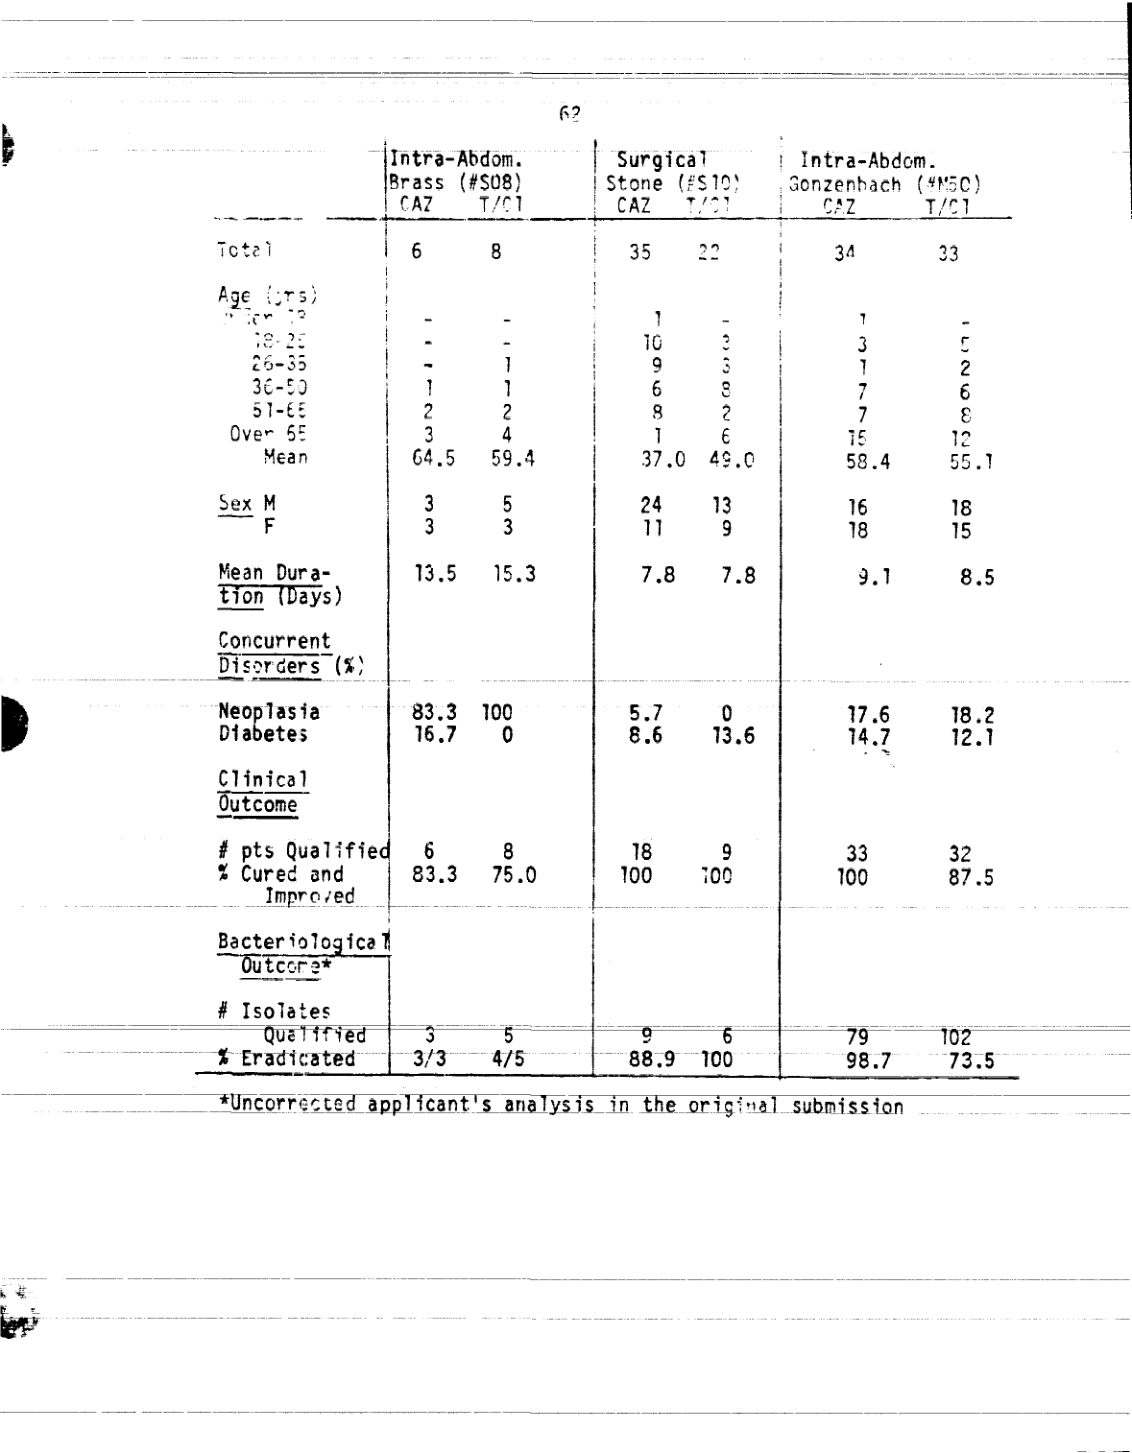 62
Intra-Abdom. Surgical Intra-Abdom.
Brass (#S08) Stone (#S10) Gonzenbach (#M50)
CAZ T/Cl CAZ T/Cl CAZ T/Cl
Total 6 8 35 22 34 33
Age (yrs)
1 - 1 -
18-25 - - 10 3 3 5
26-35 - 1 9 3 1 2
36-50 1 1 6 8 7 6
51-65 2 2 8 2 7 8
Over 65 3 4 1 6 15 12
Mean 64.5 59.4 37.0 49.0 58.4 55.1
Sex M 3 5 24 13 16 18
F 3 3 11 9 18 15
Mean Dura- 13.5 15.3 7.8 7.8 9.1 8.5
tion (Days)
Concurrent
Disorders (%)
Neoplasia 83.3 100 5.7 0 17.6 18.2
Diabetes 16.7 0 8.6 13.6 14.7 12.1
Clinical
Outcome
# pts Qualified 6 8 18 9 33 32
% Cured and 83.3 75.0 100 100 100 87.5
Improved
Bacteriological
Outcome*
# Isolates
Qualified 3 5 9 6 79 102
% Eradicated 3/3 4/5 88.9 100 98.7 73.5
*Uncorrected applicant's analysis in the original submission